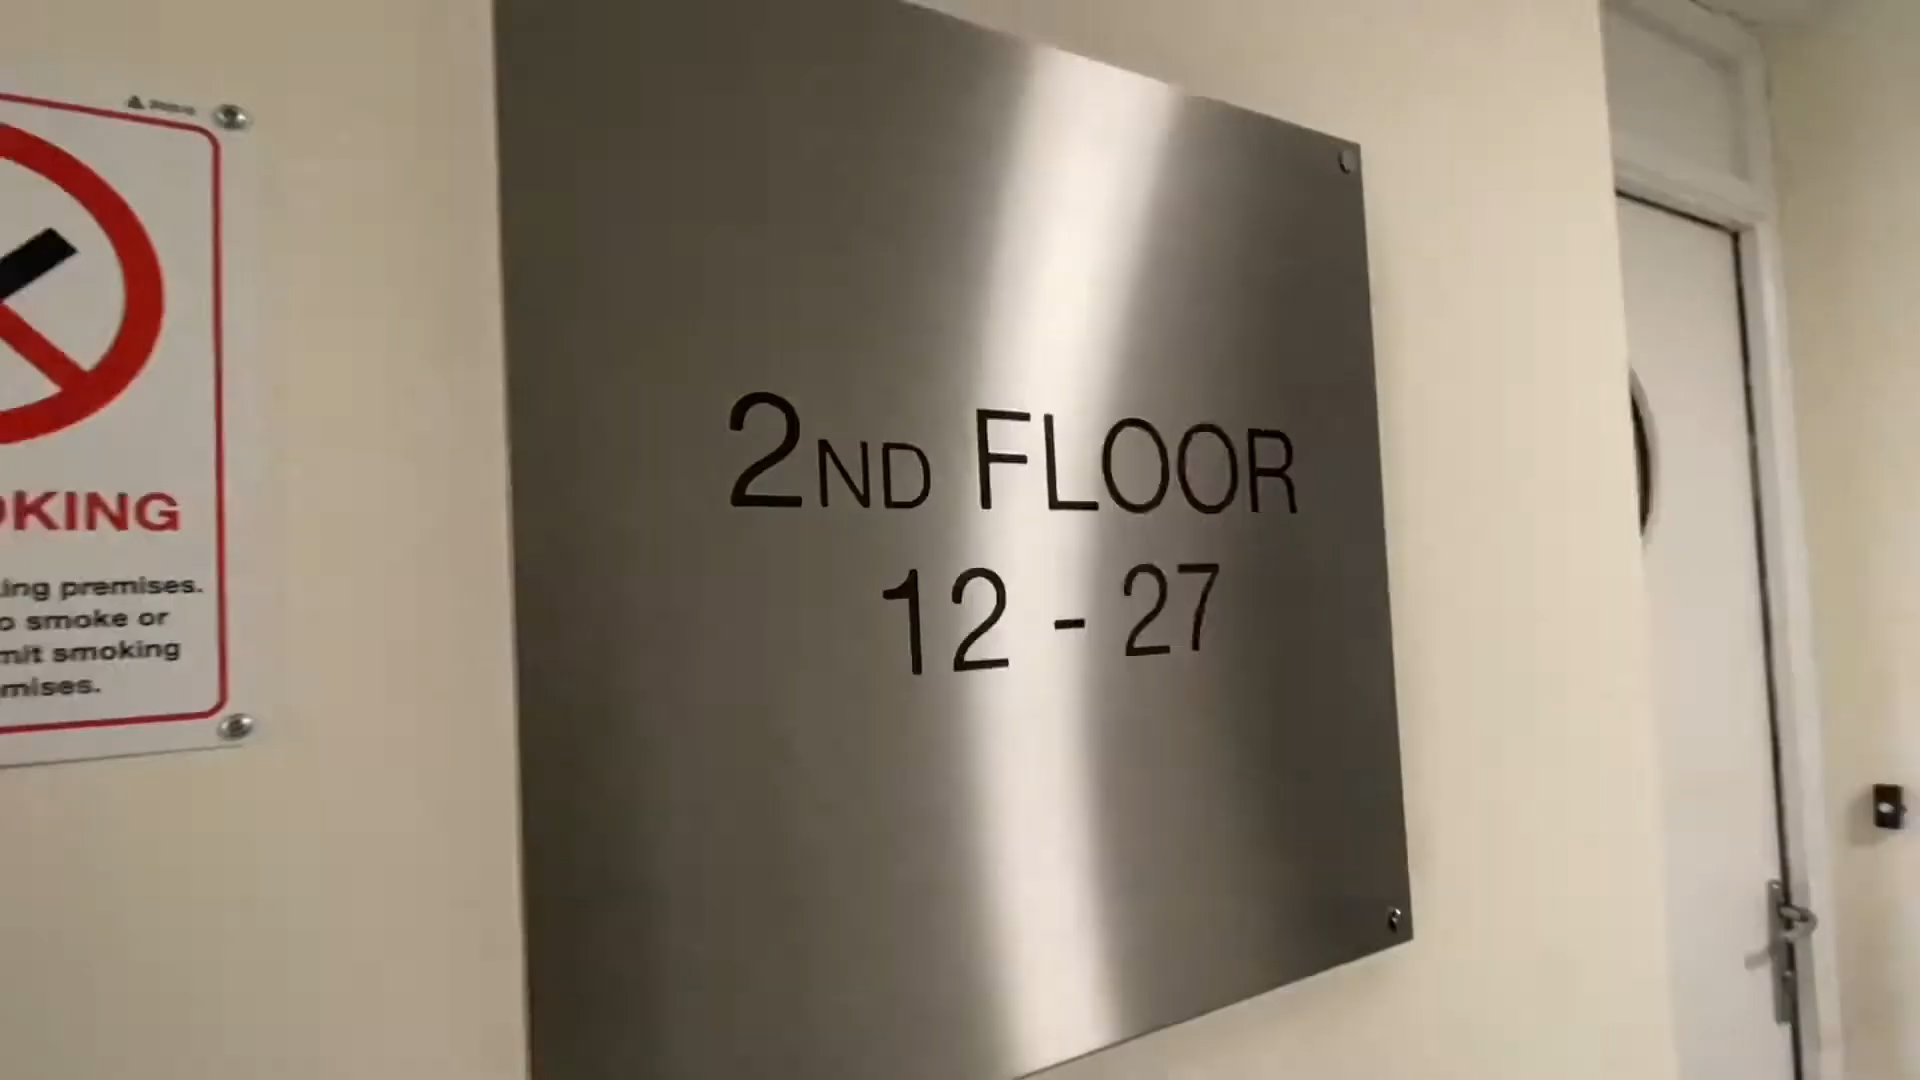 OKING
ing premises.
smoke or
mit smoking
mises.
2ND FLOOR
12 - 27